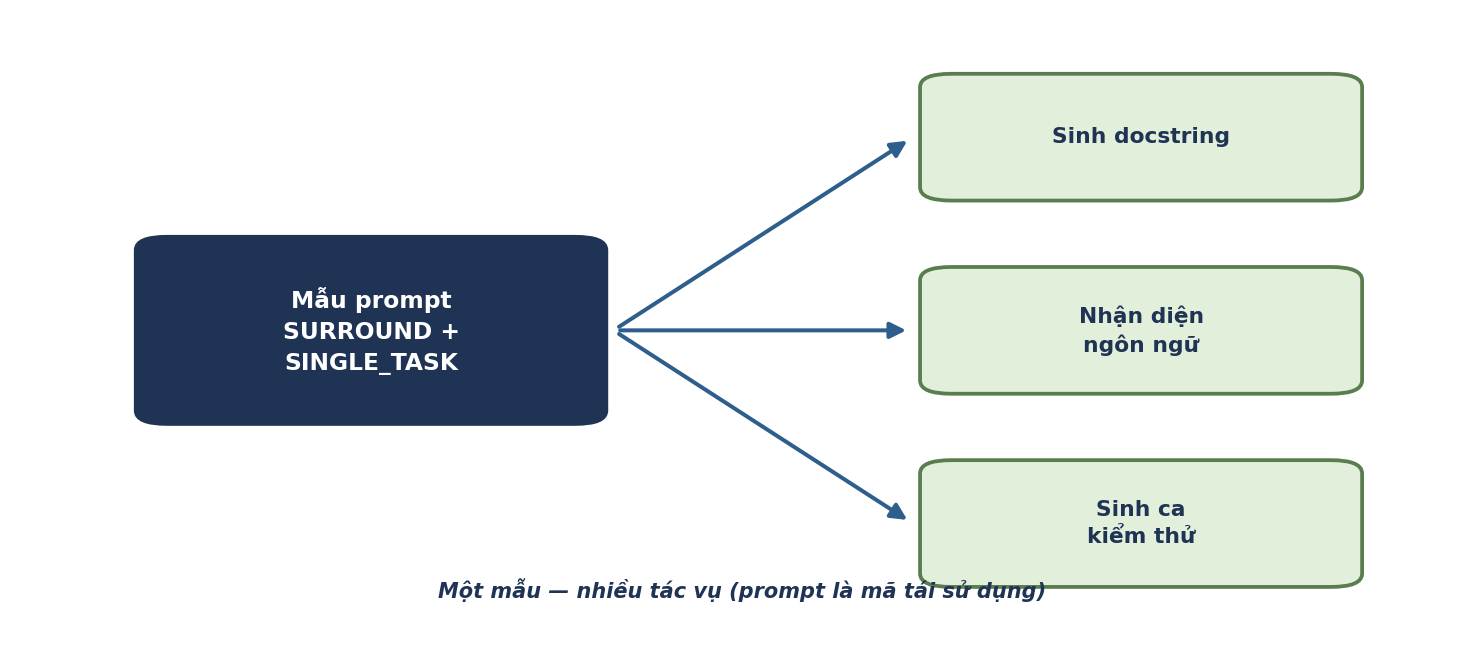 Mẫu prompt
SURROUND +
SINGLE_TASK
Sinh docstring
Nhận diện
ngôn ngữ
Sinh ca
kiểm thử
Một mẫu — nhiều tác vụ (prompt là mã tái sử dụng)